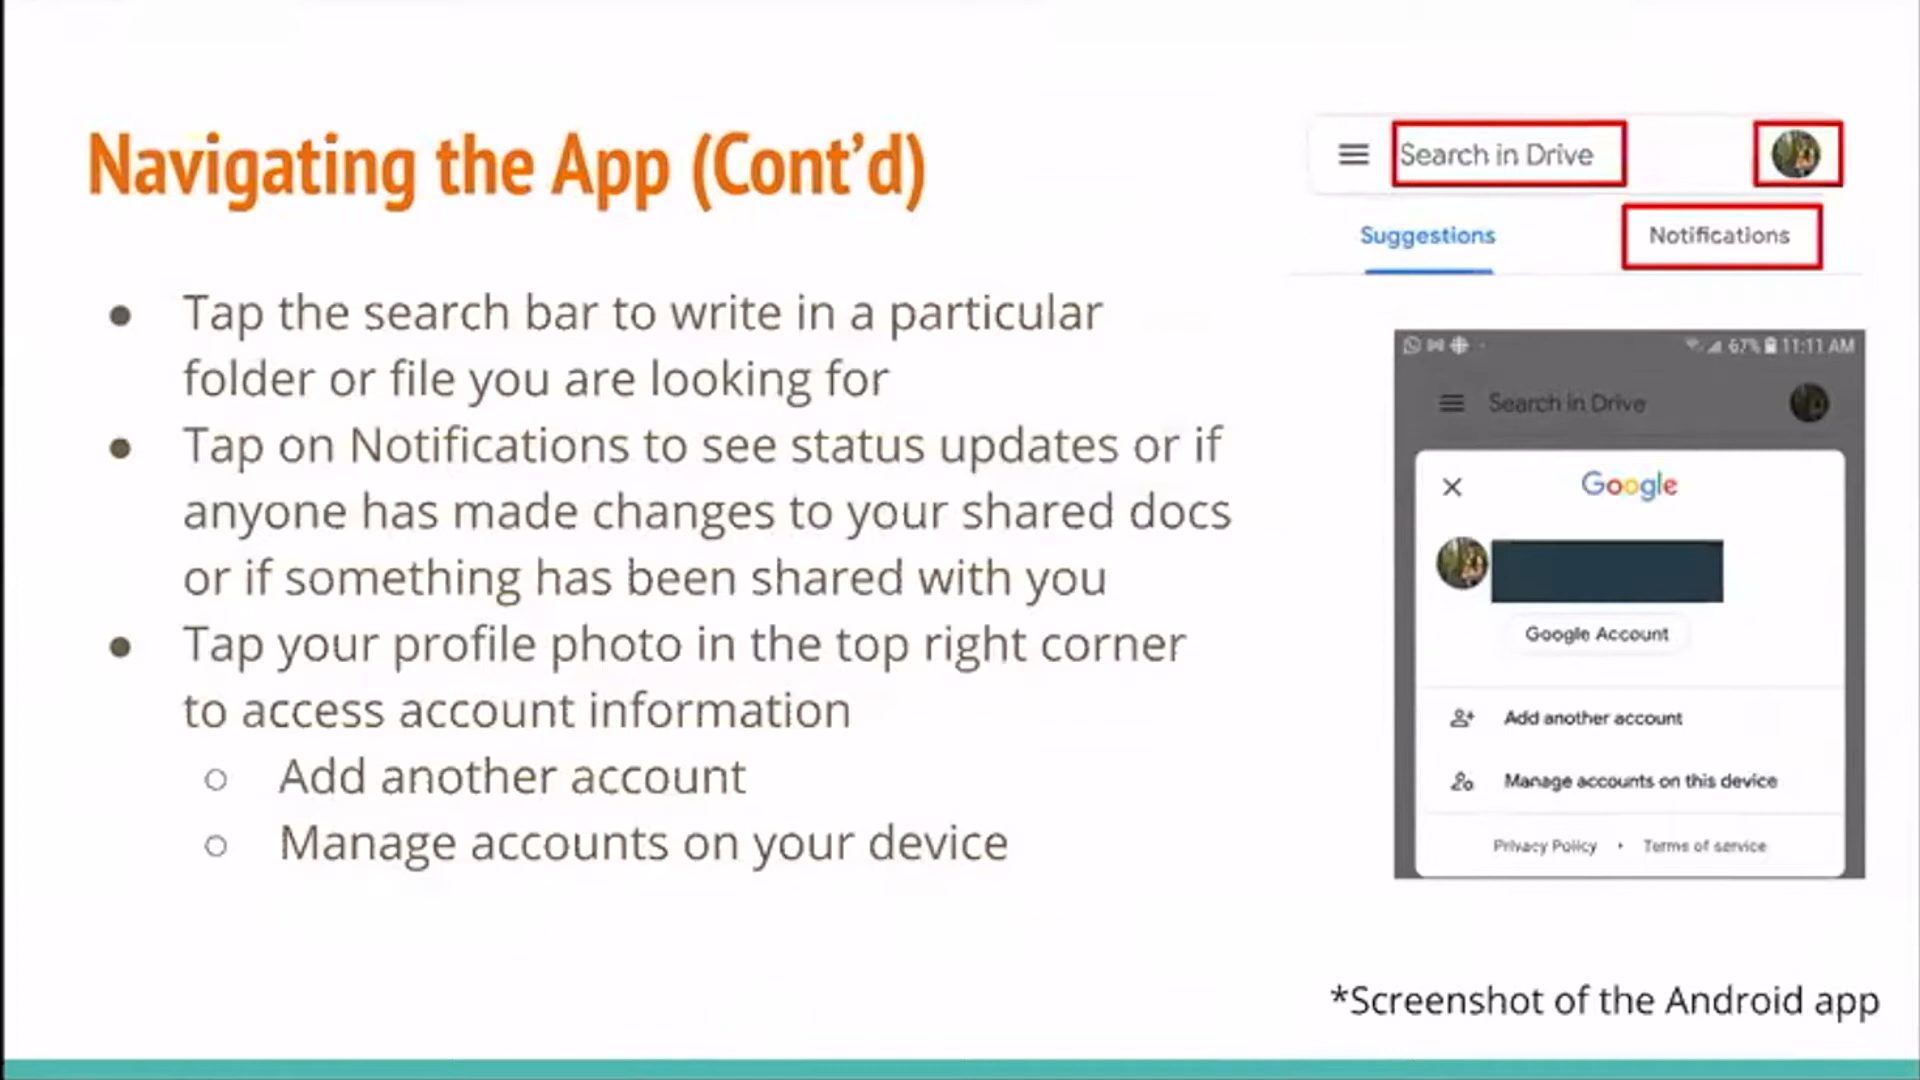 Navigating the App (Cont’d)
● Tap the search bar to write in a particular
folder or file you are looking for
● Tap on Notifications to see status updates or if
anyone has made changes to your shared docs
or if something has been shared with you
● Tap your profile photo in the top right corner
to access account information
○ Add another account
○ Manage accounts on your device
Search in Drive
Suggestions Notifications
67% 11:11 AM
Search in Drive
Google
Google Account
Add another account
Manage accounts on this device
Privacy Policy • Terms of service
*Screenshot of the Android app